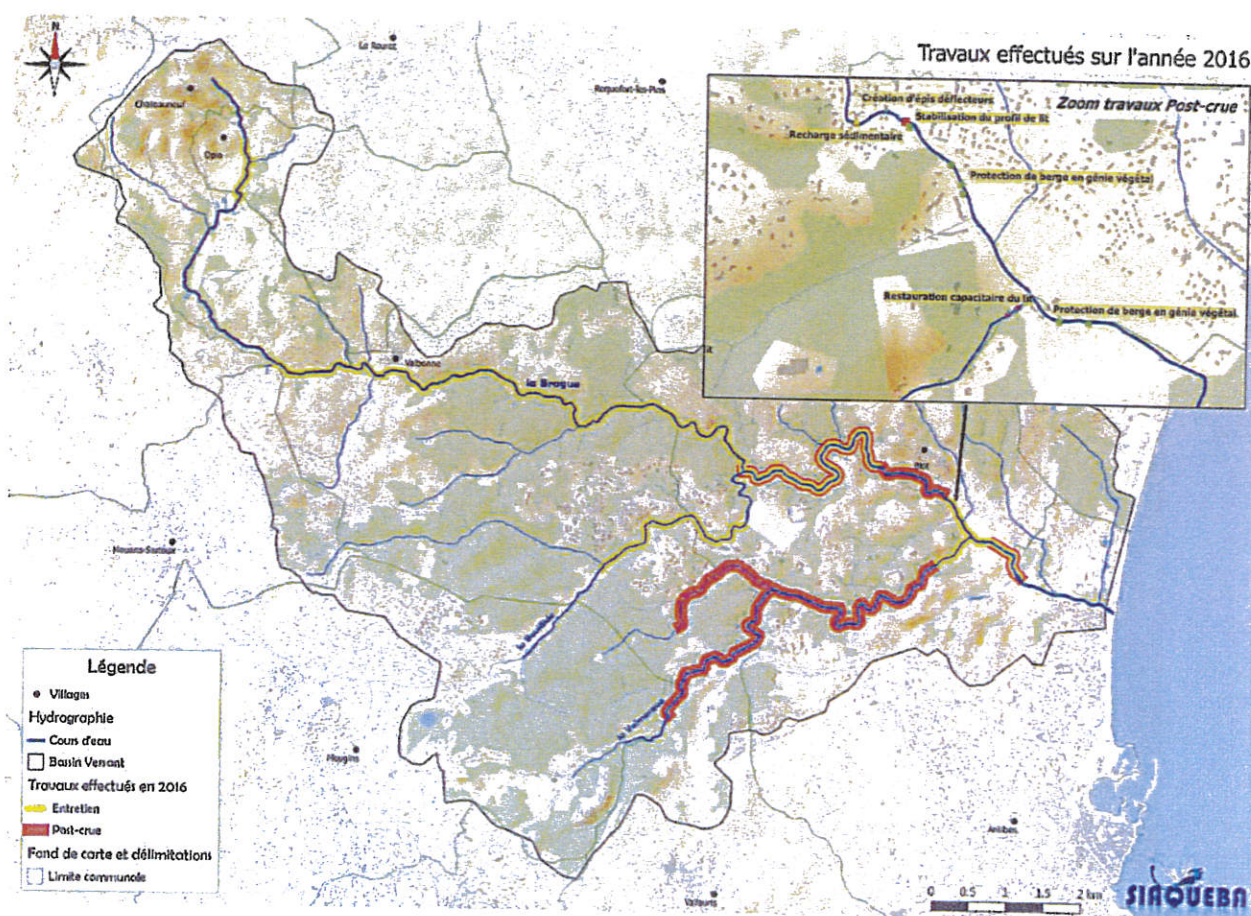 N
Travaux effectués sur l'année 2016
Zoom travaux Post-crue
Création d'épis déflecteurs
Stabilisation du profil de lit
Recharge sédimentaire
Protection de berge en génie végétal
Restauration capacitaire du lit
Protection de berge en génie végétal
Le Rouret
Roquefort-les-Pins
Châteauneuf
Opio
Valbonne
la Brague
Biot
Mouans-Sartoux
Mougins
Vallauris
Antibes
Légende
Villages
Hydrographie
Cours d'eau
Bassin Versant
Travaux effectués en 2016
Entretien
Post-crue
Fond de carte et délimitations
Limite communale
0 0.5 1 1.5 2 km
SIAQUEBA